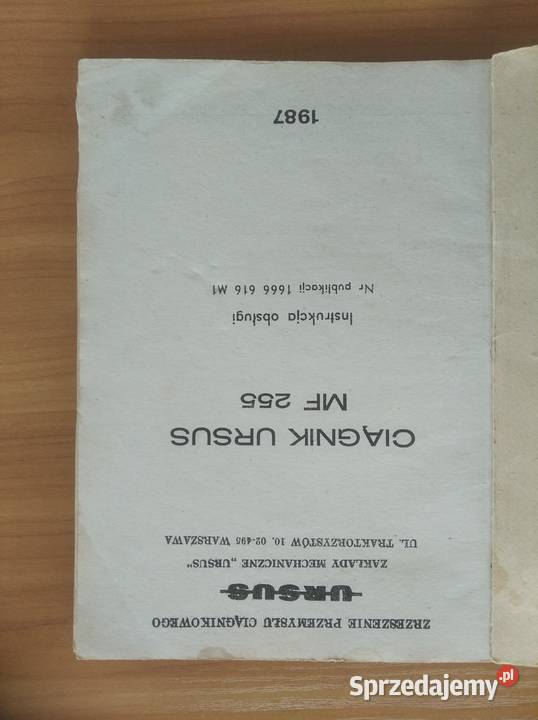 ZRZESZENIE PRZEMYSŁU CIĄGNIKOWEGO
URSUS
ZAKŁADY MECHANICZNE „URSUS"
UL. TRAKTORZYSTÓW 10. 02-495 WARSZAWA
CIĄGNIK URSUS
MF 255
Instrukcja obsługi
Nr publikacji 1666 616 M1
1987
Sprzedajemy.pl